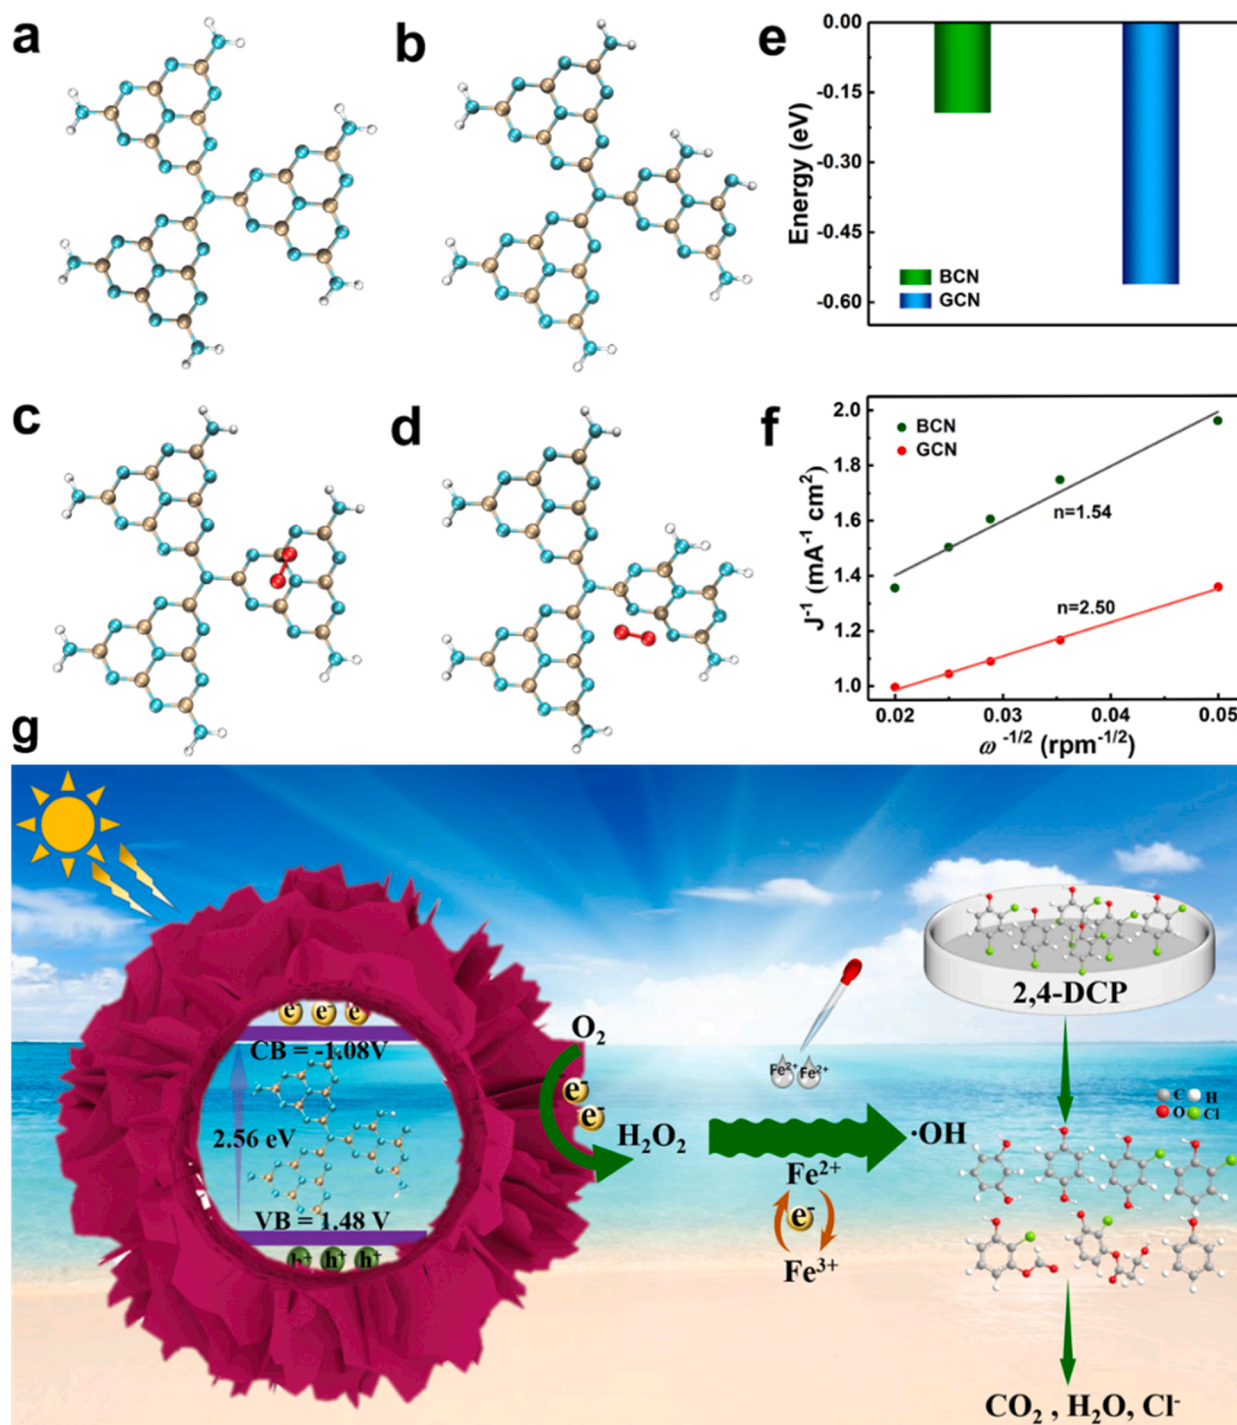 a
b
e
0.00
-0.15
-0.30
-0.45
-0.60
Energy (eV)
BCN
GCN
c
d
f
2.0
1.8
1.6
1.4
1.2
1.0
J⁻¹ (mA⁻¹ cm²)
BCN
GCN
n=1.54
n=2.50
0.02 0.03 0.04 0.05
ω ⁻¹/² (rpm⁻¹/²)
g
e⁻ e⁻ e⁻
CB = -1.08V
2.56 eV
VB = 1.48 V
h⁺ h⁺ h⁺
O₂
e⁻
e⁻
H₂O₂
Fe²⁺ Fe²⁺
·OH
Fe²⁺
e⁻
Fe³⁺
2,4-DCP
C H
O Cl
CO₂ , H₂O, Cl⁻